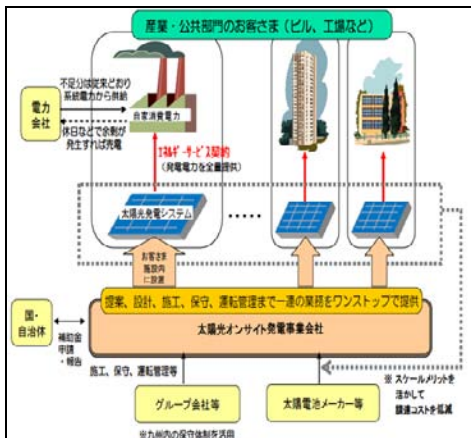 産業・公共部門のお客さま（ビル、工場など）
不足分は従来どおり
系統電力から供給
電力
会社
自家消費電力
休日などで余剰が
発生すれば売電
エネルギーサービス契約
（発電電力を全量提供）
太陽光発電システム
お客さま
施設内
に設置
提案、設計、施工、保守、運転管理まで一連の業務をワンストップで提供
国・
自治体
太陽光オンサイト発電事業会社
補助金
申請
・報告
施工、保守、運転管理等
※ スケールメリットを
活かして
調達コストを低減
グループ会社等
太陽電池メーカー等
※九州内の保守体制を活用